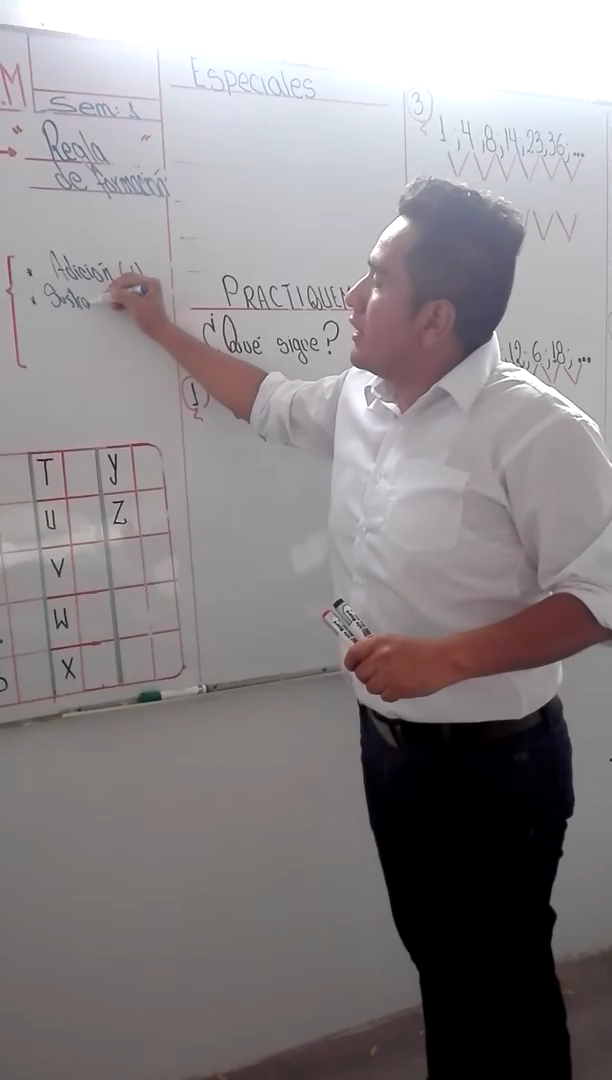 M
Sem: 1
" Regla "
de formación
• Adición (+)
• Sustra
T Y
U Z
V
W
X
Especiales
PRACTIQUEM
¿Qué sigue?
1
3
1; 4; 8; 14, 23, 36; ...
12; 6; 18; ...